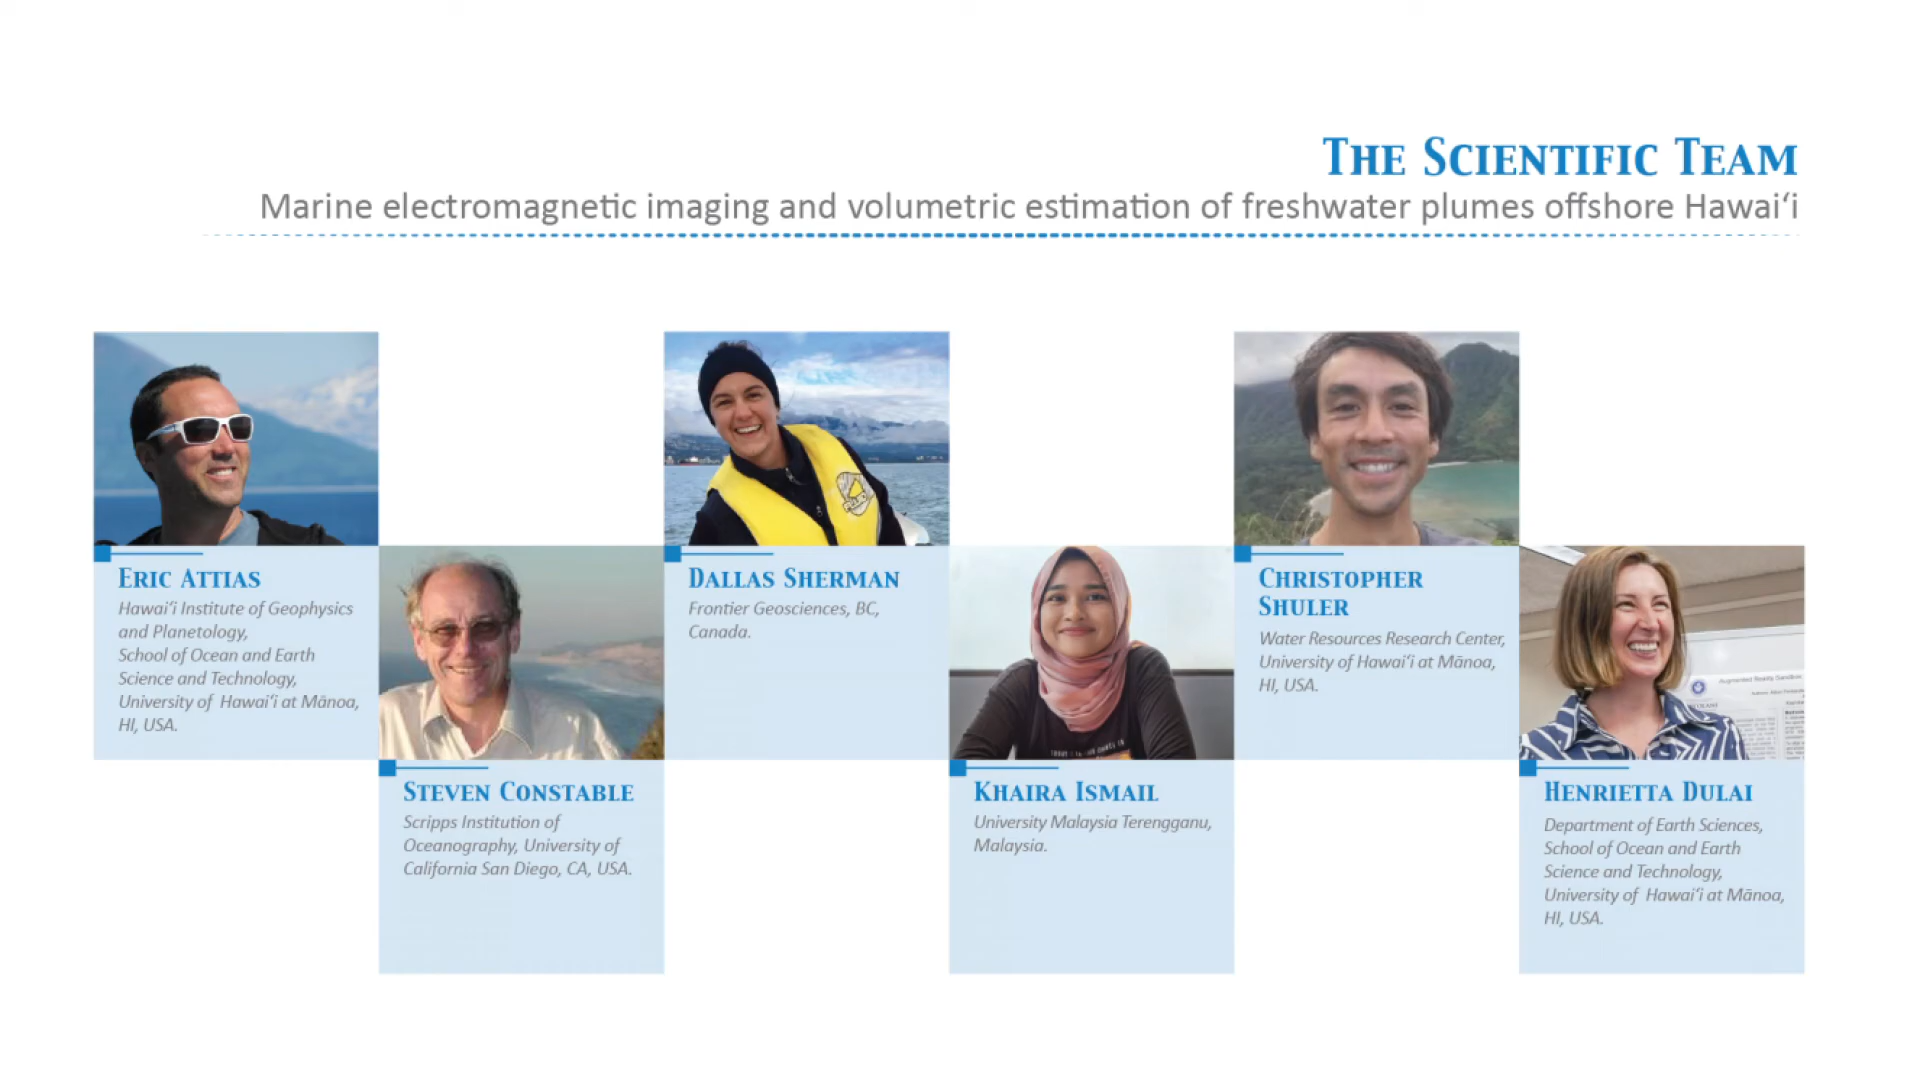 THE SCIENTIFIC TEAM
Marine electromagnetic imaging and volumetric estimation of freshwater plumes offshore Hawai‘i
ERIC ATTIAS
Hawai‘i Institute of Geophysics
and Planetology,
School of Ocean and Earth
Science and Technology,
University of Hawai‘i at Mānoa,
HI, USA.
STEVEN CONSTABLE
Scripps Institution of
Oceanography, University of
California San Diego, CA, USA.
DALLAS SHERMAN
Frontier Geosciences, BC,
Canada.
KHAIRA ISMAIL
University Malaysia Terengganu,
Malaysia.
CHRISTOPHER
SHULER
Water Resources Research Center,
University of Hawai‘i at Mānoa,
HI, USA.
Augmented Reality Sandbox
HENRIETTA DULAI
Department of Earth Sciences,
School of Ocean and Earth
Science and Technology,
University of Hawai‘i at Mānoa,
HI, USA.